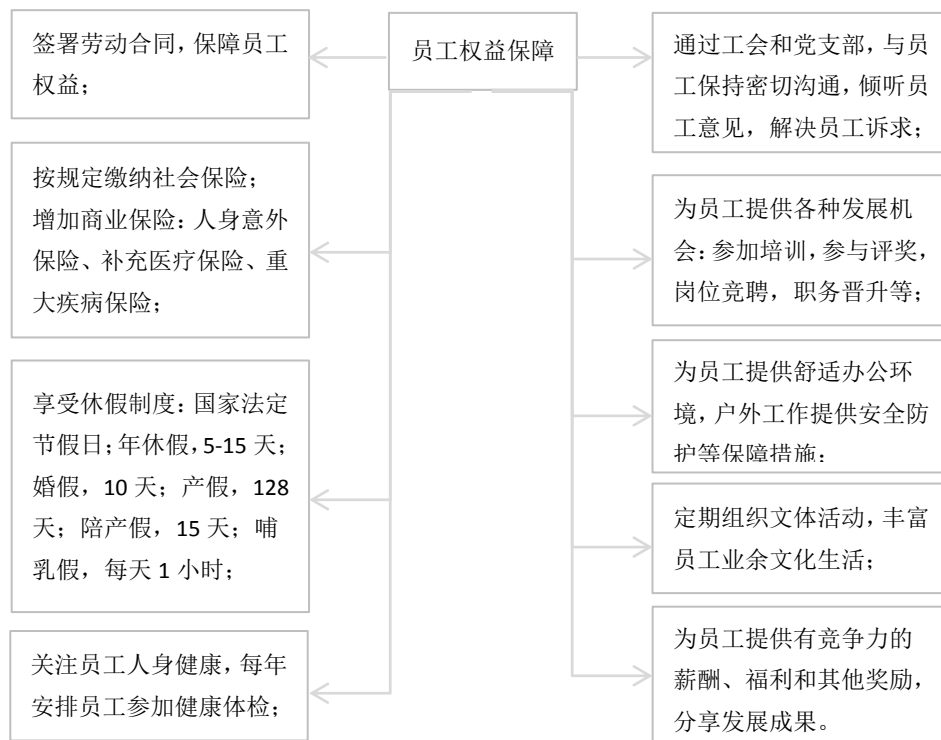 员工权益保障
签署劳动合同，保障员工
权益；
按规定缴纳社会保险；
增加商业保险：人身意外
保险、补充医疗保险、重
大疾病保险；
享受休假制度：国家法定
节假日；年休假，5-15 天；
婚假，10 天；产假，128
天；陪产假，15 天；哺
乳假，每天 1 小时；
关注员工人身健康，每年
安排员工参加健康体检；
通过工会和党支部，与员
工保持密切沟通，倾听员
工意见，解决员工诉求；
为员工提供各种发展机
会：参加培训，参与评奖，
岗位竞聘，职务晋升等；
为员工提供舒适办公环
境，户外工作提供安全防
护等保障措施；
定期组织文体活动，丰富
员工业余文化生活；
为员工提供有竞争力的
薪酬、福利和其他奖励，
分享发展成果。